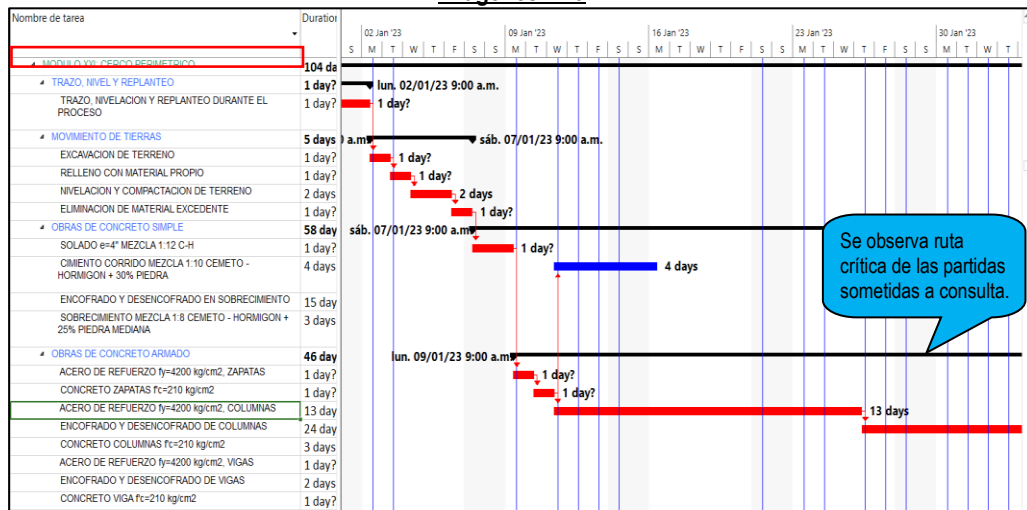 Nombre de tarea
Duration
02 Jan '23
09 Jan '23
16 Jan '23
23 Jan '23
30 Jan '23
S M T W T F S S M T W T F S S M T W T F S S M T W T F S S M T W T
MODULO XXI: CERCO PERIMETRICO
104 da
TRAZO, NIVEL Y REPLANTEO
1 day?
lun. 02/01/23 9:00 a.m.
TRAZO, NIVELACION Y REPLANTEO DURANTE EL
PROCESO
1 day?
1 day?
MOVIMIENTO DE TIERRAS
5 days
a.m.
sáb. 07/01/23 9:00 a.m.
EXCAVACION DE TERRENO
1 day?
1 day?
RELLENO CON MATERIAL PROPIO
1 day?
1 day?
NIVELACION Y COMPACTACION DE TERRENO
2 days
2 days
ELIMINACION DE MATERIAL EXCEDENTE
1 day?
1 day?
OBRAS DE CONCRETO SIMPLE
58 day
sáb. 07/01/23 9:00 a.m.
SOLADO e=4" MEZCLA 1:12 C-H
1 day?
1 day?
CIMIENTO CORRIDO MEZCLA 1:10 CEMETO -
HORMIGON + 30% PIEDRA
4 days
4 days
ENCOFRADO Y DESENCOFRADO EN SOBRECIMIENTO
15 day
SOBRECIMIENTO MEZCLA 1:8 CEMETO - HORMIGON +
25% PIEDRA MEDIANA
3 days
OBRAS DE CONCRETO ARMADO
46 day
lun. 09/01/23 9:00 a.m.
ACERO DE REFUERZO fy=4200 kg/cm2, ZAPATAS
1 day?
1 day?
CONCRETO ZAPATAS f'c=210 kg/cm2
1 day?
1 day?
ACERO DE REFUERZO fy=4200 kg/cm2, COLUMNAS
13 day
13 days
ENCOFRADO Y DESENCOFRADO DE COLUMNAS
24 day
CONCRETO COLUMNAS f'c=210 kg/cm2
3 days
ACERO DE REFUERZO fy=4200 kg/cm2, VIGAS
1 day?
ENCOFRADO Y DESENCOFRADO DE VIGAS
2 days
CONCRETO VIGA f'c=210 kg/cm2
1 day?
Se observa ruta
crítica de las partidas
sometidas a consulta.